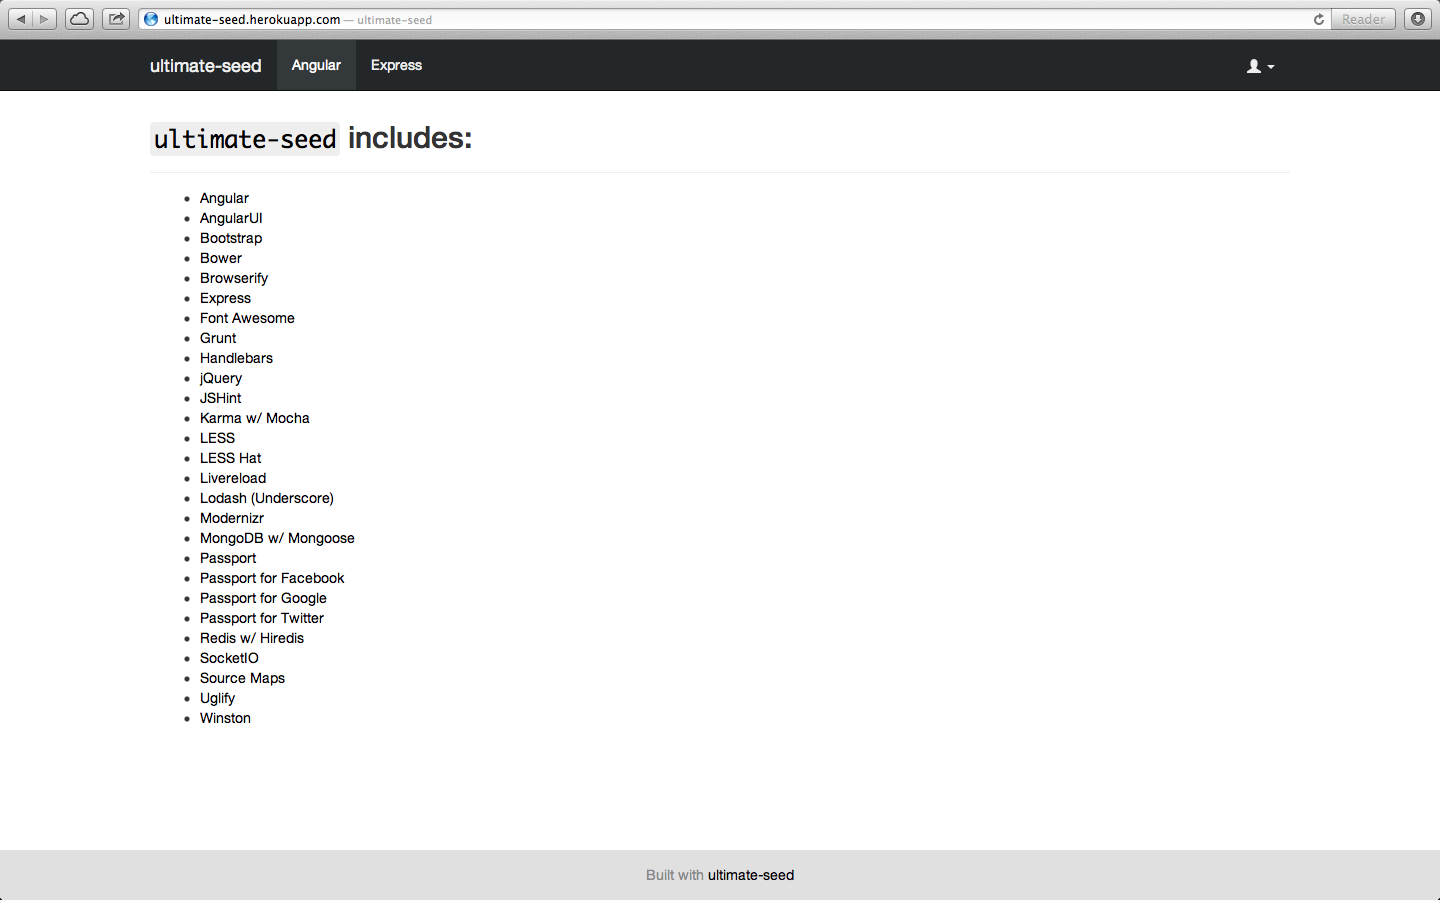 ultimate-seed.herokuapp.com — ultimate-seed
Reader
ultimate-seed Angular Express
ultimate-seed includes:
Angular
AngularUI
Bootstrap
Bower
Browserify
Express
Font Awesome
Grunt
Handlebars
jQuery
JSHint
Karma w/ Mocha
LESS
LESS Hat
Livereload
Lodash (Underscore)
Modernizr
MongoDB w/ Mongoose
Passport
Passport for Facebook
Passport for Google
Passport for Twitter
Redis w/ Hiredis
SocketIO
Source Maps
Uglify
Winston
Built with ultimate-seed